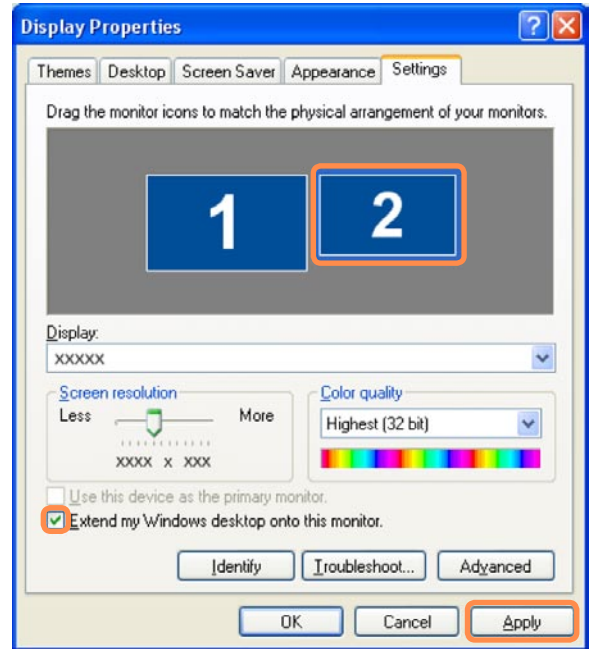 Display Properties
Themes Desktop Screen Saver Appearance Settings
Drag the monitor icons to match the physical arrangement of your monitors.
1 2
Display:
XXXXX
Screen resolution Color quality
Less More Highest (32 bit)
XXXX x XXX
Use this device as the primary monitor.
Extend my Windows desktop onto this monitor.
Identify Troubleshoot... Advanced
OK Cancel Apply